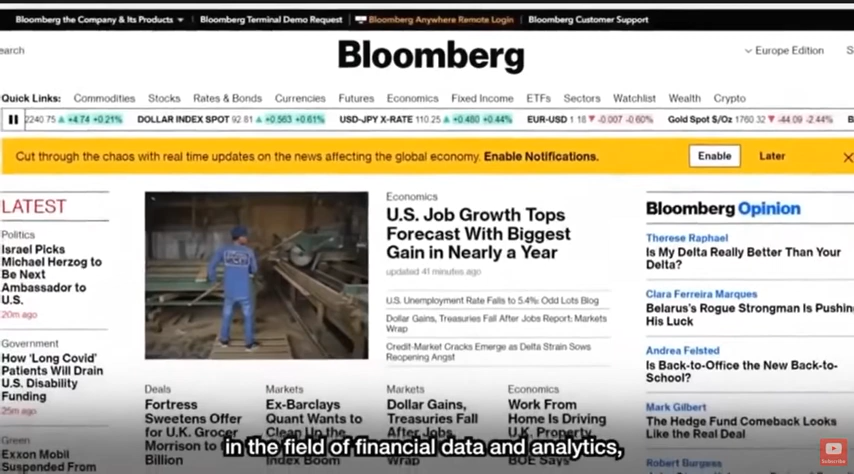 Bloomberg the Company & Its Products
Bloomberg Terminal Demo Request
Bloomberg Anywhere Remote Login
Bloomberg Customer Support
earch
Bloomberg
Europe Edition
S
Quick Links:
Commodities
Stocks
Rates & Bonds
Currencies
Futures
Economics
Fixed Income
ETFs
Sectors
Watchlist
Wealth
Crypto
2240 75 ▲ +4.74 +0.21%
DOLLAR INDEX SPOT 92.81 ▲ +0.563 +0.61%
USD-JPY X-RATE 110.25 ▲ +0.480 +0.44%
EUR-USD 1 18 ▼ -0.007 -0.60%
Gold Spot $/Oz 1760 32 ▼ -44.09 -2.44%
B
Cut through the chaos with real time updates on the news affecting the global economy. Enable Notifications.
Enable
Later
LATEST
Politics
Israel Picks
Michael Herzog to
Be Next
Ambassador to
U.S.
20m ago
Government
How ‘Long Covid’
Patients Will Drain
U.S. Disability
Funding
25m ago
Green
Exxon Mobil
Suspended From
Economics
U.S. Job Growth Tops
Forecast With Biggest
Gain in Nearly a Year
updated 41 minutes ago
U.S. Unemployment Rate Falls to 5.4%: Odd Lots Blog
Dollar Gains, Treasuries Fall After Jobs Report: Markets
Wrap
Credit-Market Cracks Emerge as Delta Strain Sows
Reopening Angst
Bloomberg Opinion
Therese Raphael
Is My Delta Really Better Than Your
Delta?
Clara Ferreira Marques
Belarus's Rogue Strongman Is Pushin
His Luck
Andrea Felsted
Is Back-to-Office the New Back-to-
School?
Mark Gilbert
The Hedge Fund Comeback Looks
Like the Real Deal
Robert Burgess
Deals
Fortress
Sweetens Offer
for U.K. Grocer
Morrison to
Billion
Markets
Ex-Barclays
Quant Wants to
Clean Up the
Index Boom
Markets
Dollar Gains,
Treasuries Fall
After Jobs
Wrap
Economics
Work From
Home Is Driving
U.K. Property
BOE Says
in the field of financial data and analytics,
Subscribe